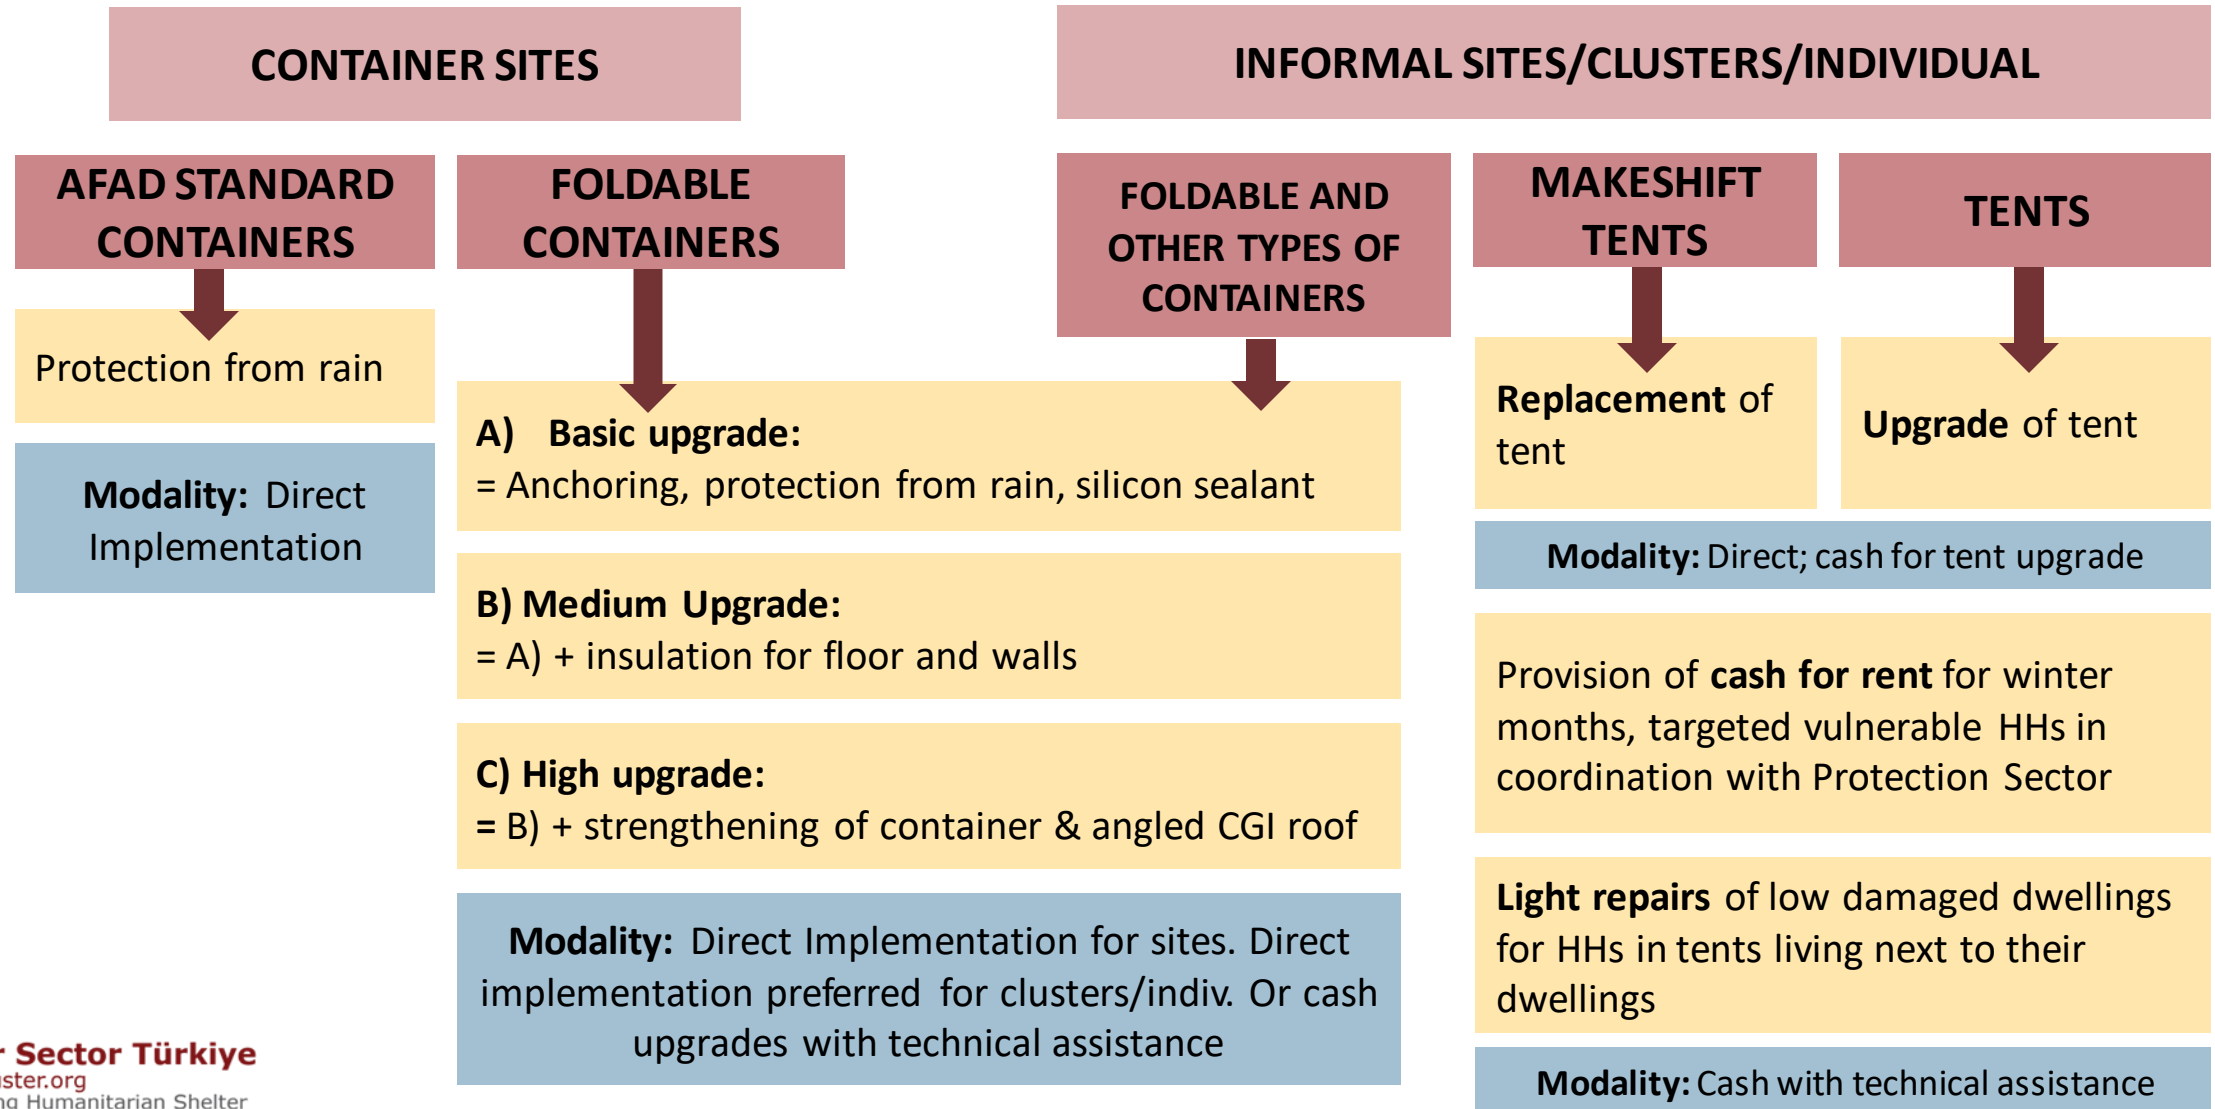 CONTAINER SITES
INFORMAL SITES/CLUSTERS/INDIVIDUAL
AFAD STANDARD
CONTAINERS
FOLDABLE
CONTAINERS
FOLDABLE AND
OTHER TYPES OF
CONTAINERS
MAKESHIFT
TENTS
TENTS
Protection from rain
Modality: Direct
Implementation
A) Basic upgrade:
= Anchoring, protection from rain, silicon sealant
B) Medium Upgrade:
= A) + insulation for floor and walls
C) High upgrade:
= B) + strengthening of container & angled CGI roof
Modality: Direct Implementation for sites. Direct
implementation preferred for clusters/indiv. Or cash
upgrades with technical assistance
Replacement of
tent
Upgrade of tent
Modality: Direct; cash for tent upgrade
Provision of cash for rent for winter
months, targeted vulnerable HHs in
coordination with Protection Sector
Light repairs of low damaged dwellings
for HHs in tents living next to their
dwellings
Modality: Cash with technical assistance
Sector Türkiye
Humanitarian Shelter